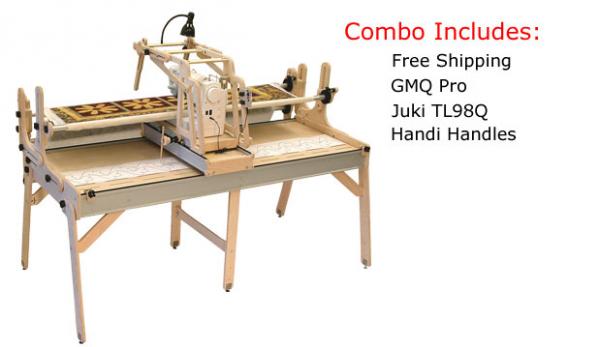 Combo Includes:
Free Shipping
GMQ Pro
Juki TL98Q
Handi Handles